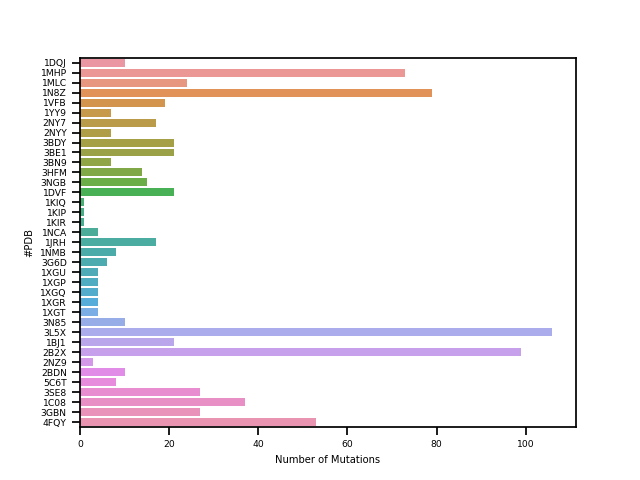 1DQJ
1MHP
1MLC
1N8Z
1VFB
1YY9
2NY7
2NYY
3BDY
3BE1
3BN9
3HFM
3NGB
1DVF
1KIQ
1KIP
1KIR
1NCA
1JRH
1NMB
3G6D
1XGU
1XGP
1XGQ
1XGR
1XGT
3N85
3L5X
1BJ1
2B2X
2NZ9
2BDN
5C6T
3SE8
1C08
3GBN
4FQY
#PDB
0 20 40 60 80 100
Number of Mutations